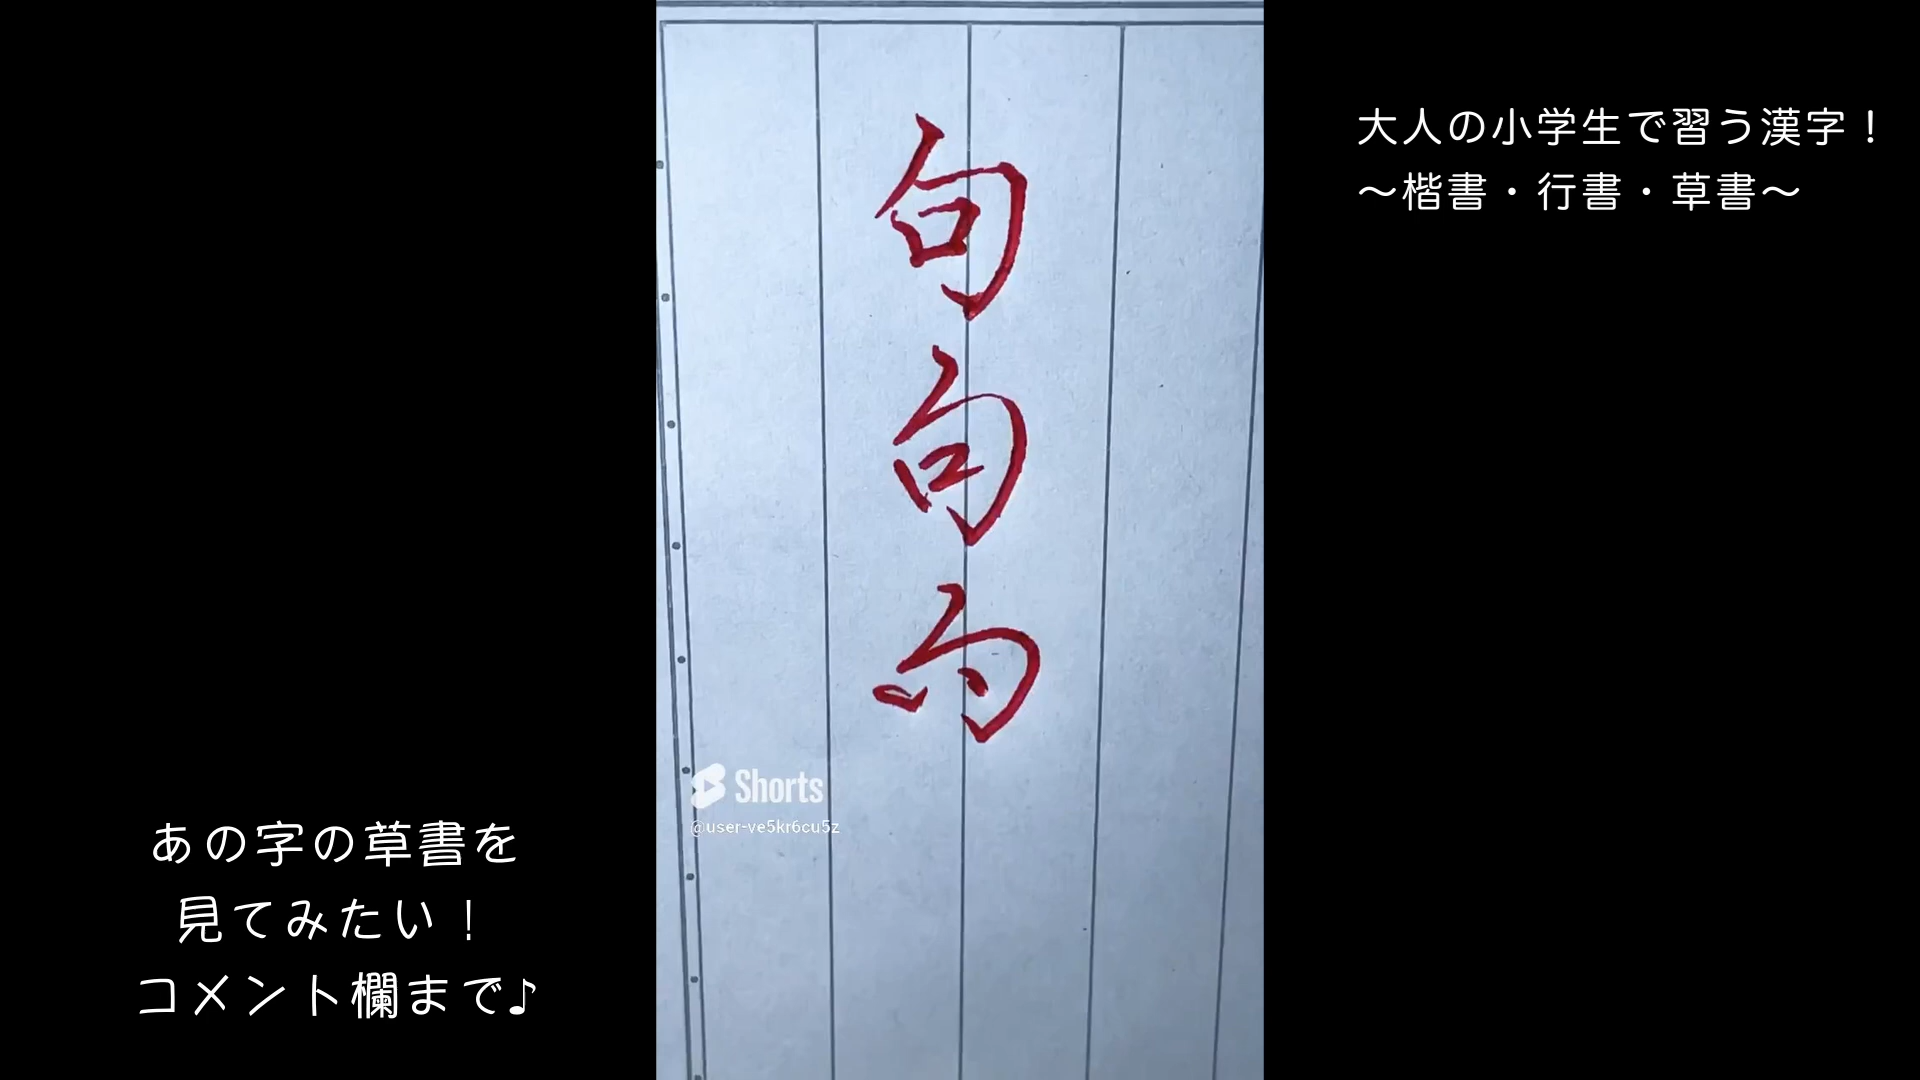 大人の小学生で習う漢字！
〜楷書・行書・草書〜
句
句
句
Shorts
@user-ve5kr6cu5z
あの字の草書を
見てみたい！
コメント欄まで♪